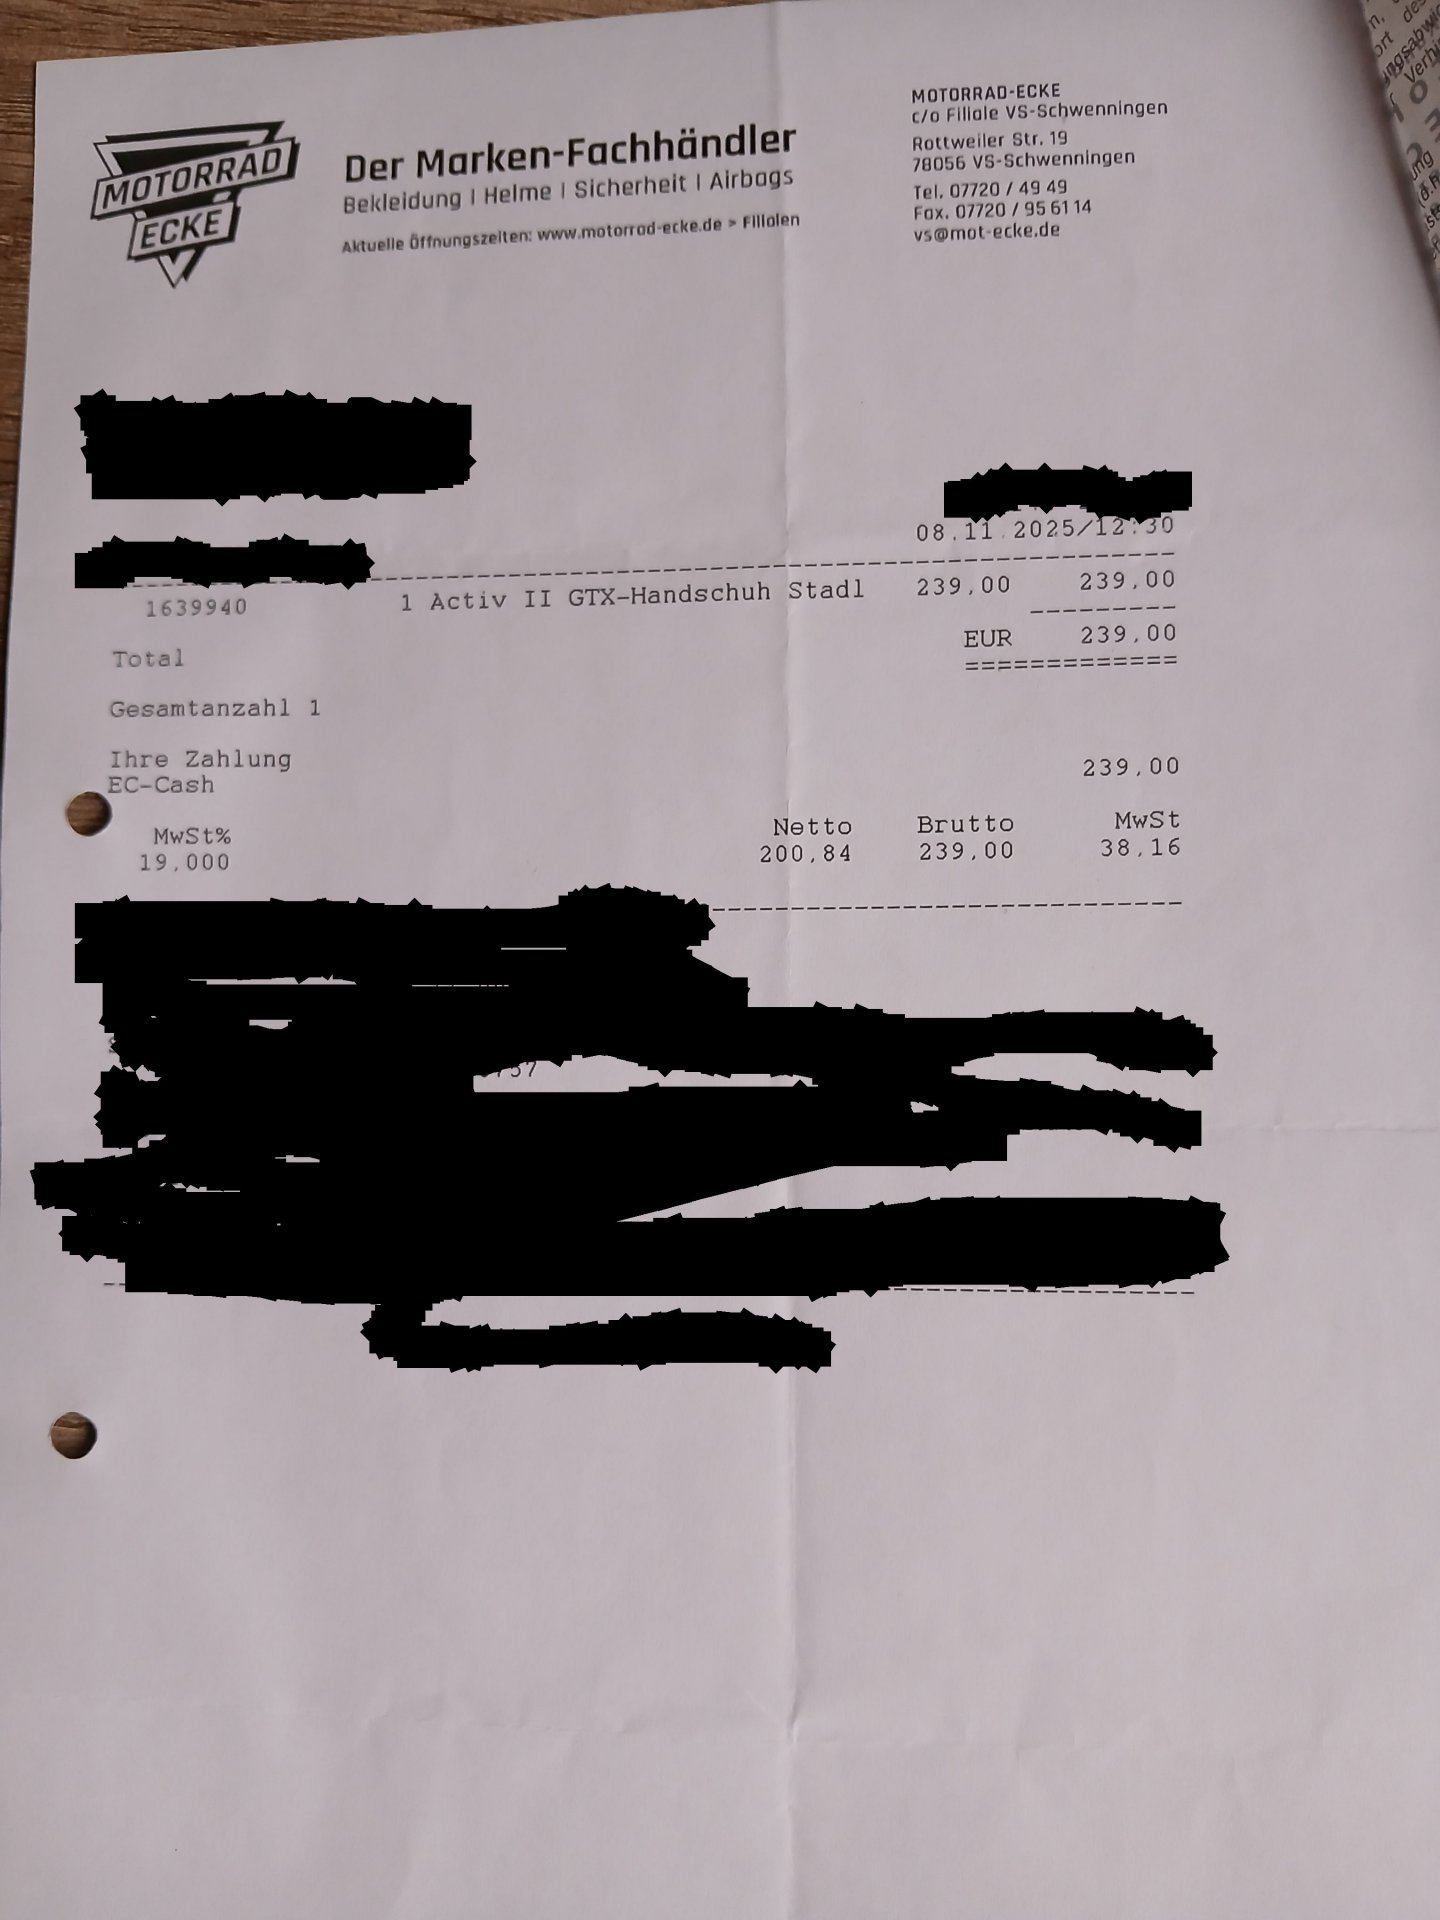 MOTORRAD
ECKE
Der Marken-Fachhändler
Bekleidung | Helme | Sicherheit | Airbags
Aktuelle Öffnungszeiten: www.motorrad-ecke.de > Filialen
MOTORRAD-ECKE
c/o Filiale VS-Schwenningen
Rottweiler Str. 19
78056 VS-Schwenningen
Tel. 07720 / 49 49
Fax. 07720 / 95 61 14
vs@mot-ecke.de
08.11.2025/12:30
1639940 1 Activ II GTX-Handschuh Stadl 239,00 239,00
Total EUR 239,00
Gesamtanzahl 1
Ihre Zahlung
EC-Cash 239,00
MwSt% Netto Brutto MwSt
19,000 200,84 239,00 38,16